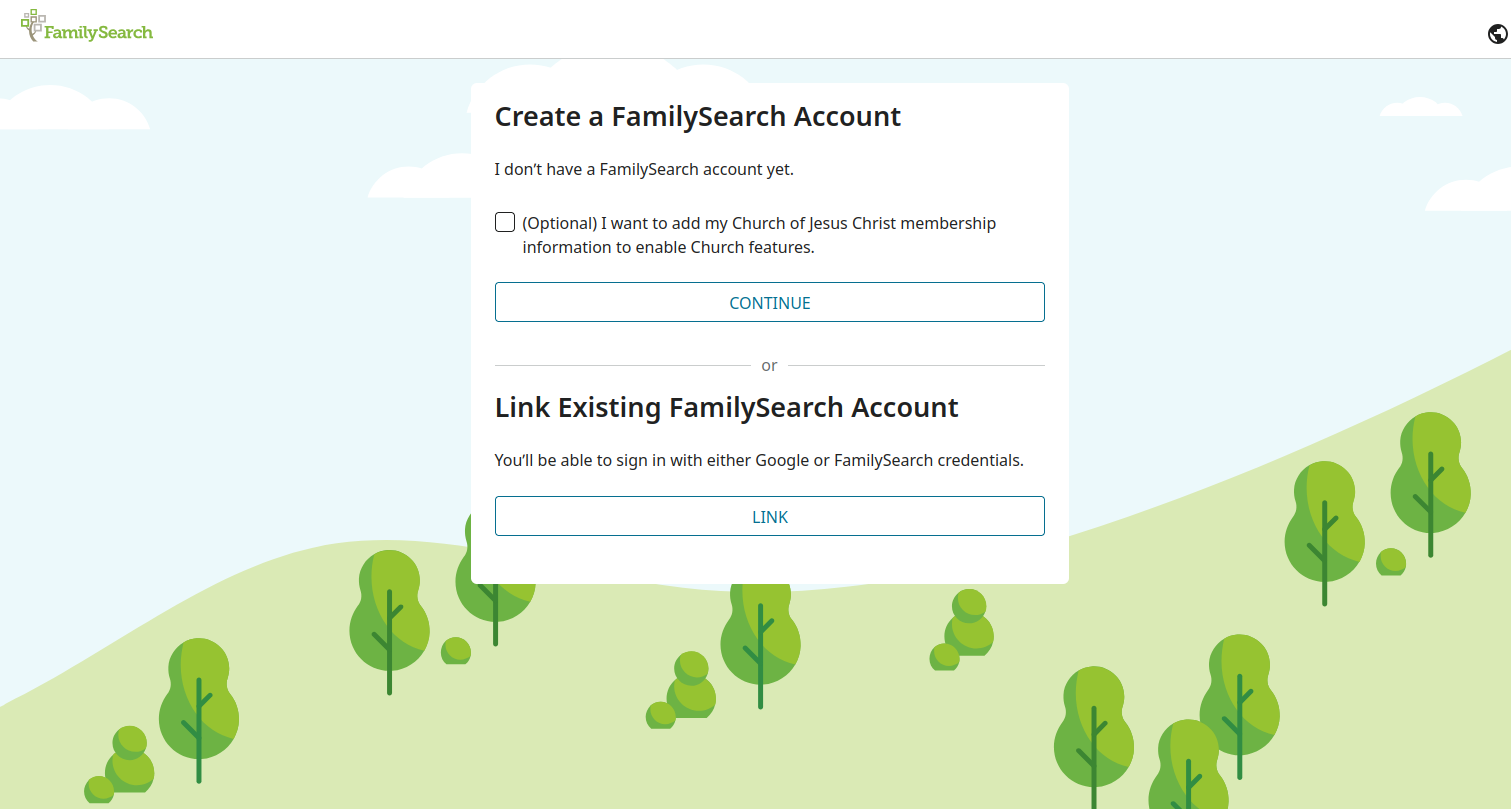 FamilySearch
Create a FamilySearch Account
I don’t have a FamilySearch account yet.
(Optional) I want to add my Church of Jesus Christ membership
information to enable Church features.
CONTINUE
or
Link Existing FamilySearch Account
You’ll be able to sign in with either Google or FamilySearch credentials.
LINK